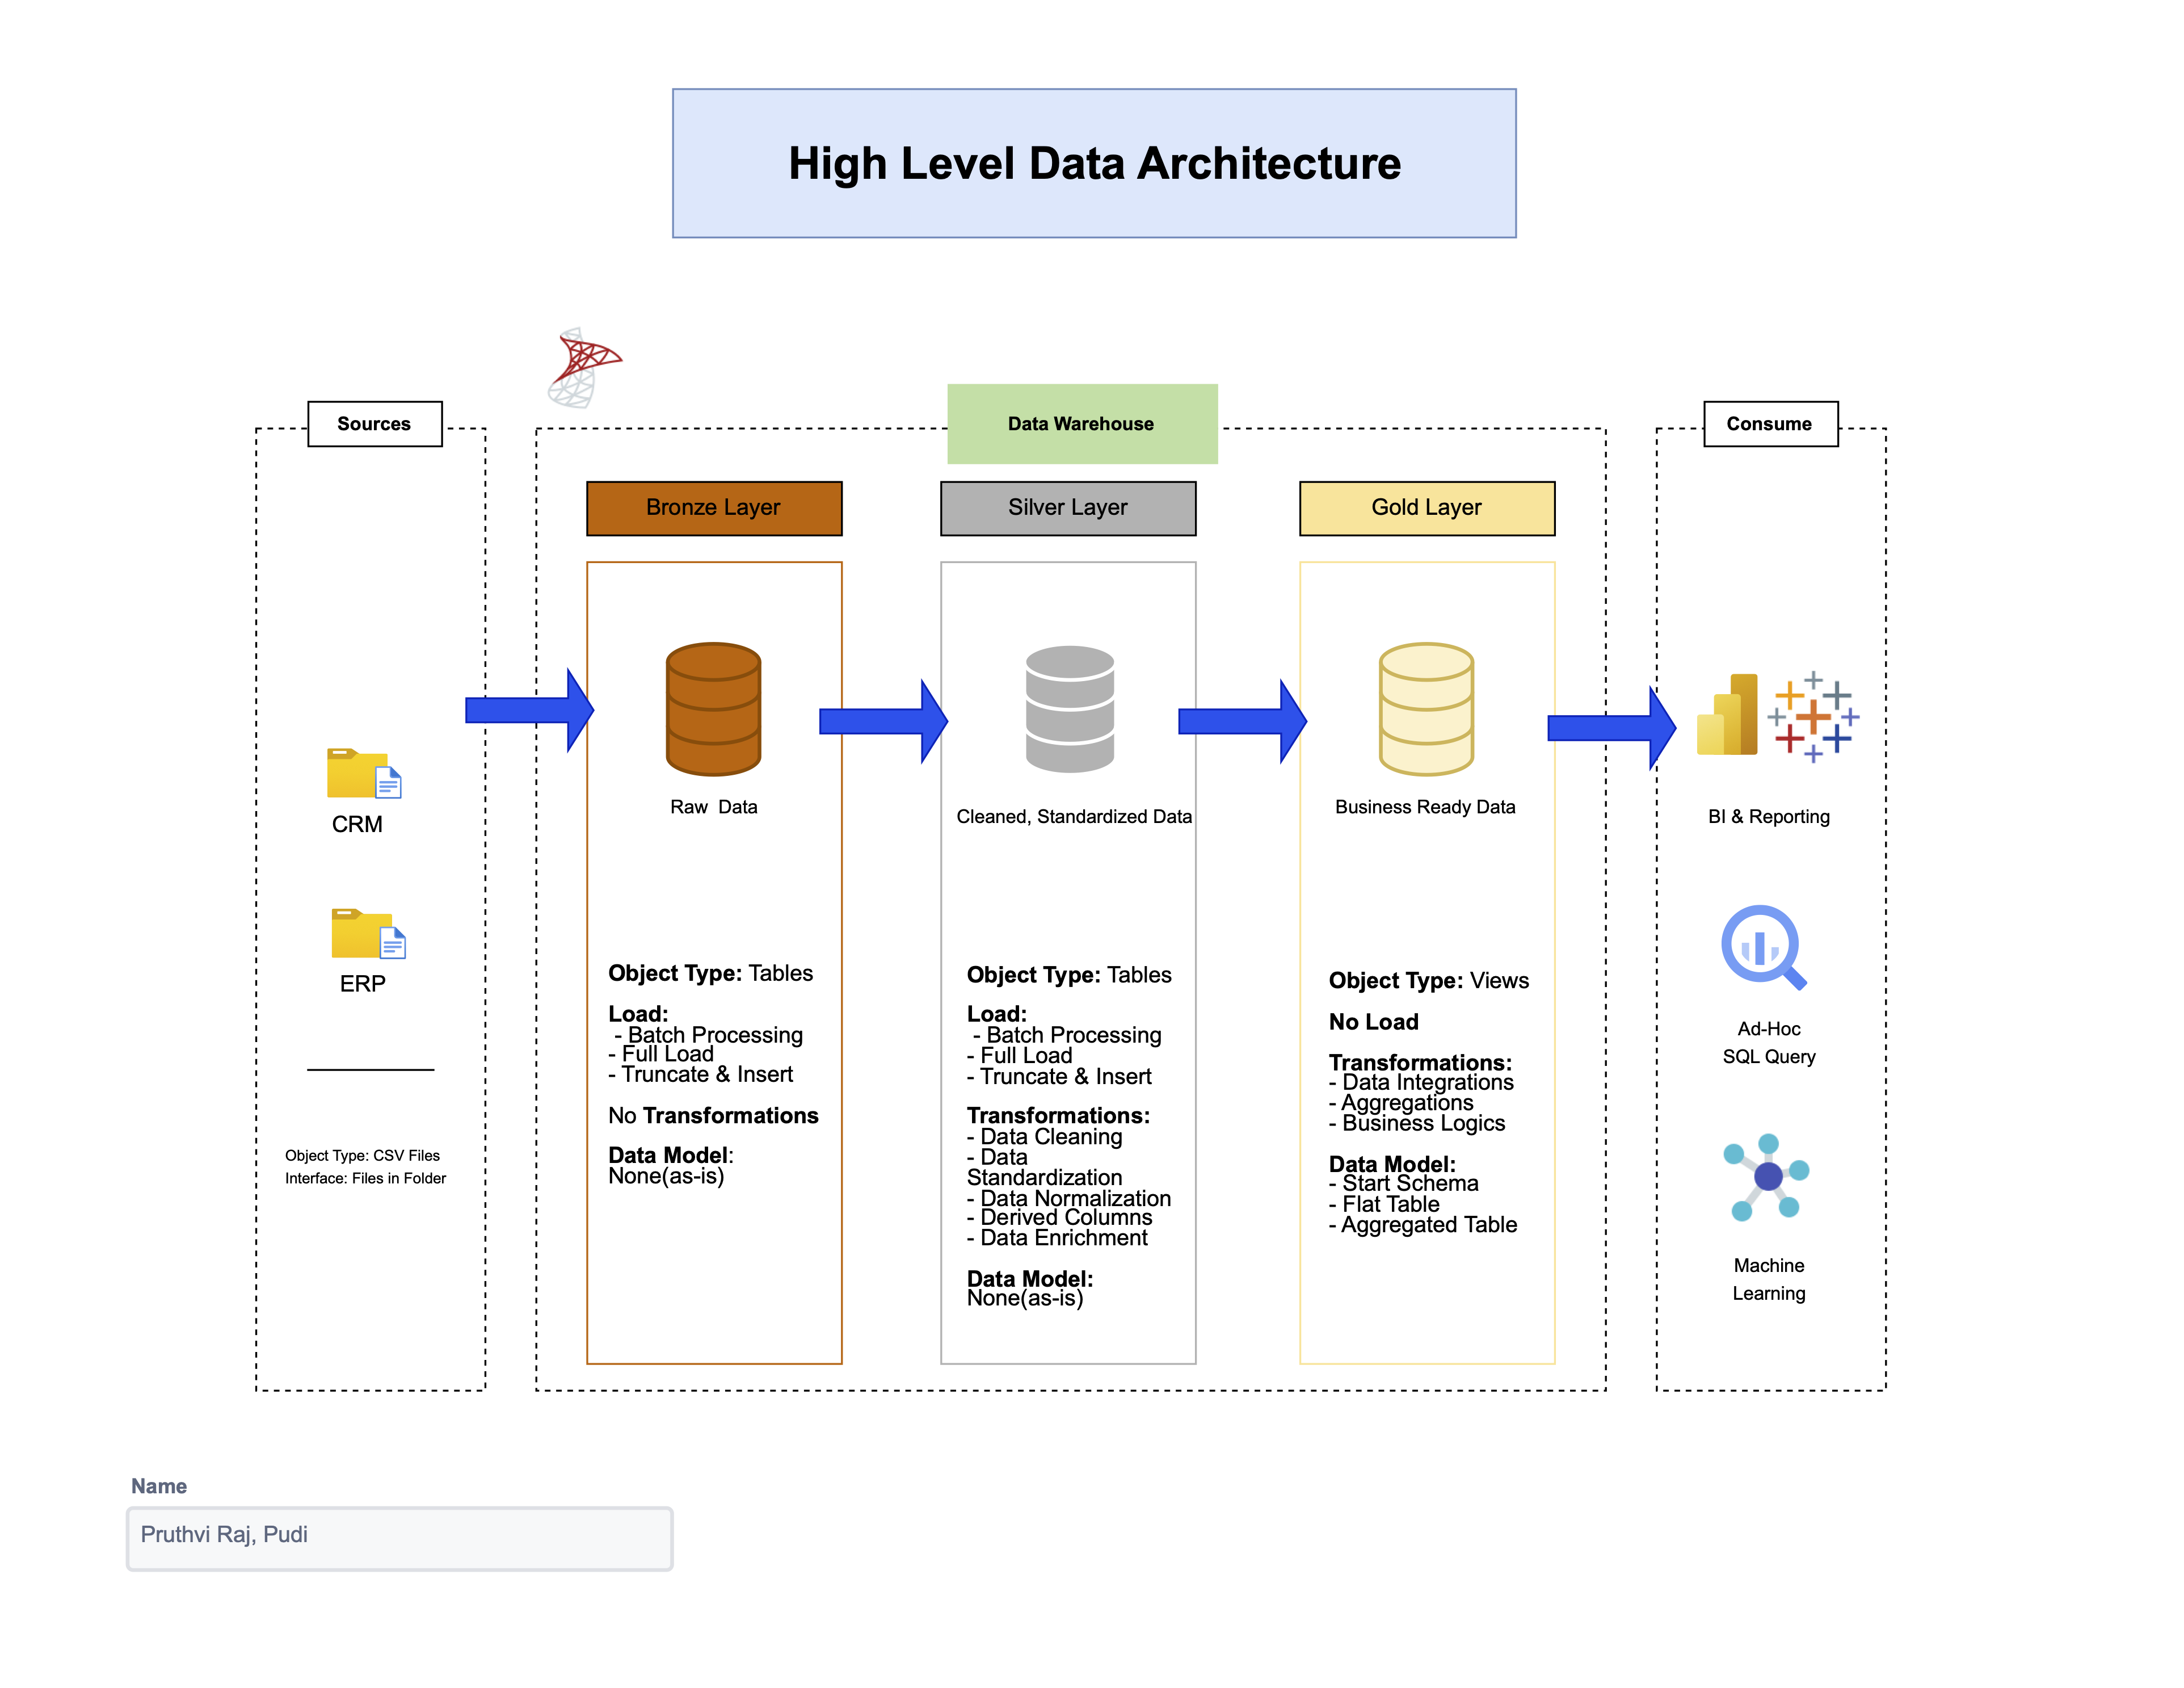 High Level Data Architecture
Sources
Data Warehouse
Consume
Bronze Layer
Silver Layer
Gold Layer
CRM
ERP
Object Type: CSV Files
Interface: Files in Folder
Raw  Data
Object Type: Tables
Load:
- Batch Processing
- Full Load
- Truncate & Insert
No Transformations
Data Model:
None(as-is)
Cleaned, Standardized Data
Object Type: Tables
Load:
- Batch Processing
- Full Load
- Truncate & Insert
Transformations:
- Data Cleaning
- Data
Standardization
- Data Normalization
- Derived Columns
- Data Enrichment
Data Model:
None(as-is)
Business Ready Data
Object Type: Views
No Load
Transformations:
- Data Integrations
- Aggregations
- Business Logics
Data Model:
- Start Schema
- Flat Table
- Aggregated Table
BI & Reporting
Ad-Hoc
SQL Query
Machine
Learning
Name
Pruthvi Raj, Pudi